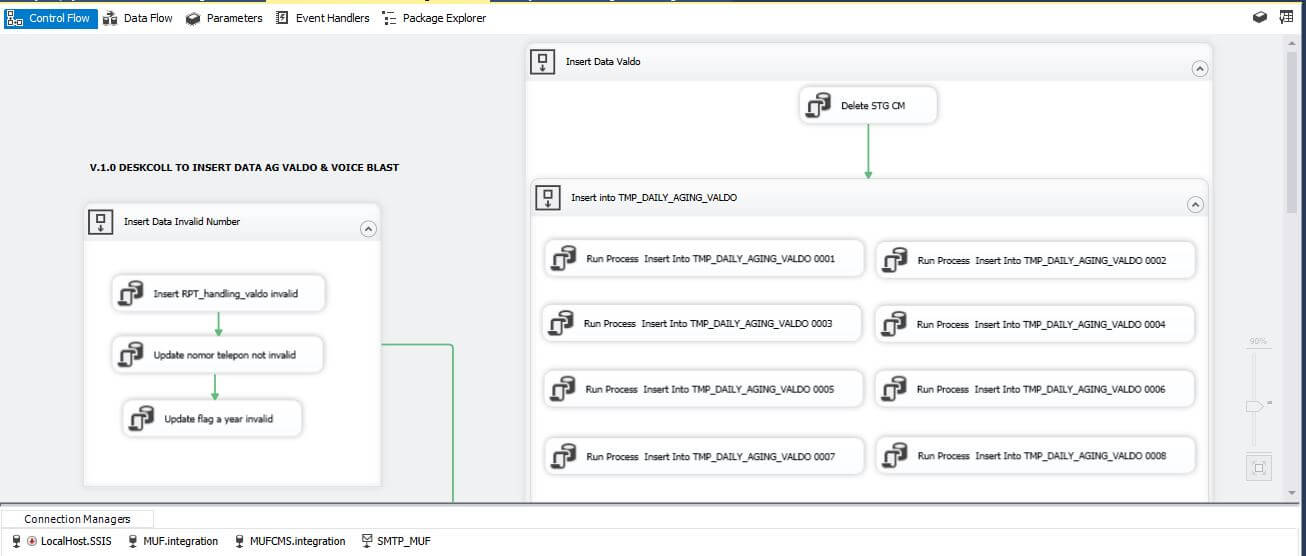 Control Flow
Data Flow
Parameters
Event Handlers
Package Explorer
Insert Data Valdo
Delete STG CM
V.1.0 DESKCOLL TO INSERT DATA AG VALDO & VOICE BLAST
Insert into TMP_DAILY_AGING_VALDO
Insert Data Invalid Number
Run Process Insert Into TMP_DAILY_AGING_VALDO 0001
Run Process Insert Into TMP_DAILY_AGING_VALDO 0002
Insert RPT_handling_valdo invalid
Run Process Insert Into TMP_DAILY_AGING_VALDO 0003
Run Process Insert Into TMP_DAILY_AGING_VALDO 0004
90%
Update nomor telepon not invalid
Run Process Insert Into TMP_DAILY_AGING_VALDO 0005
Run Process Insert Into TMP_DAILY_AGING_VALDO 0006
Update flag a year invalid
Run Process Insert Into TMP_DAILY_AGING_VALDO 0007
Run Process Insert Into TMP_DAILY_AGING_VALDO 0008
Connection Managers
LocalHost.SSIS
MUF.integration
MUFCMS.integration
SMTP_MUF